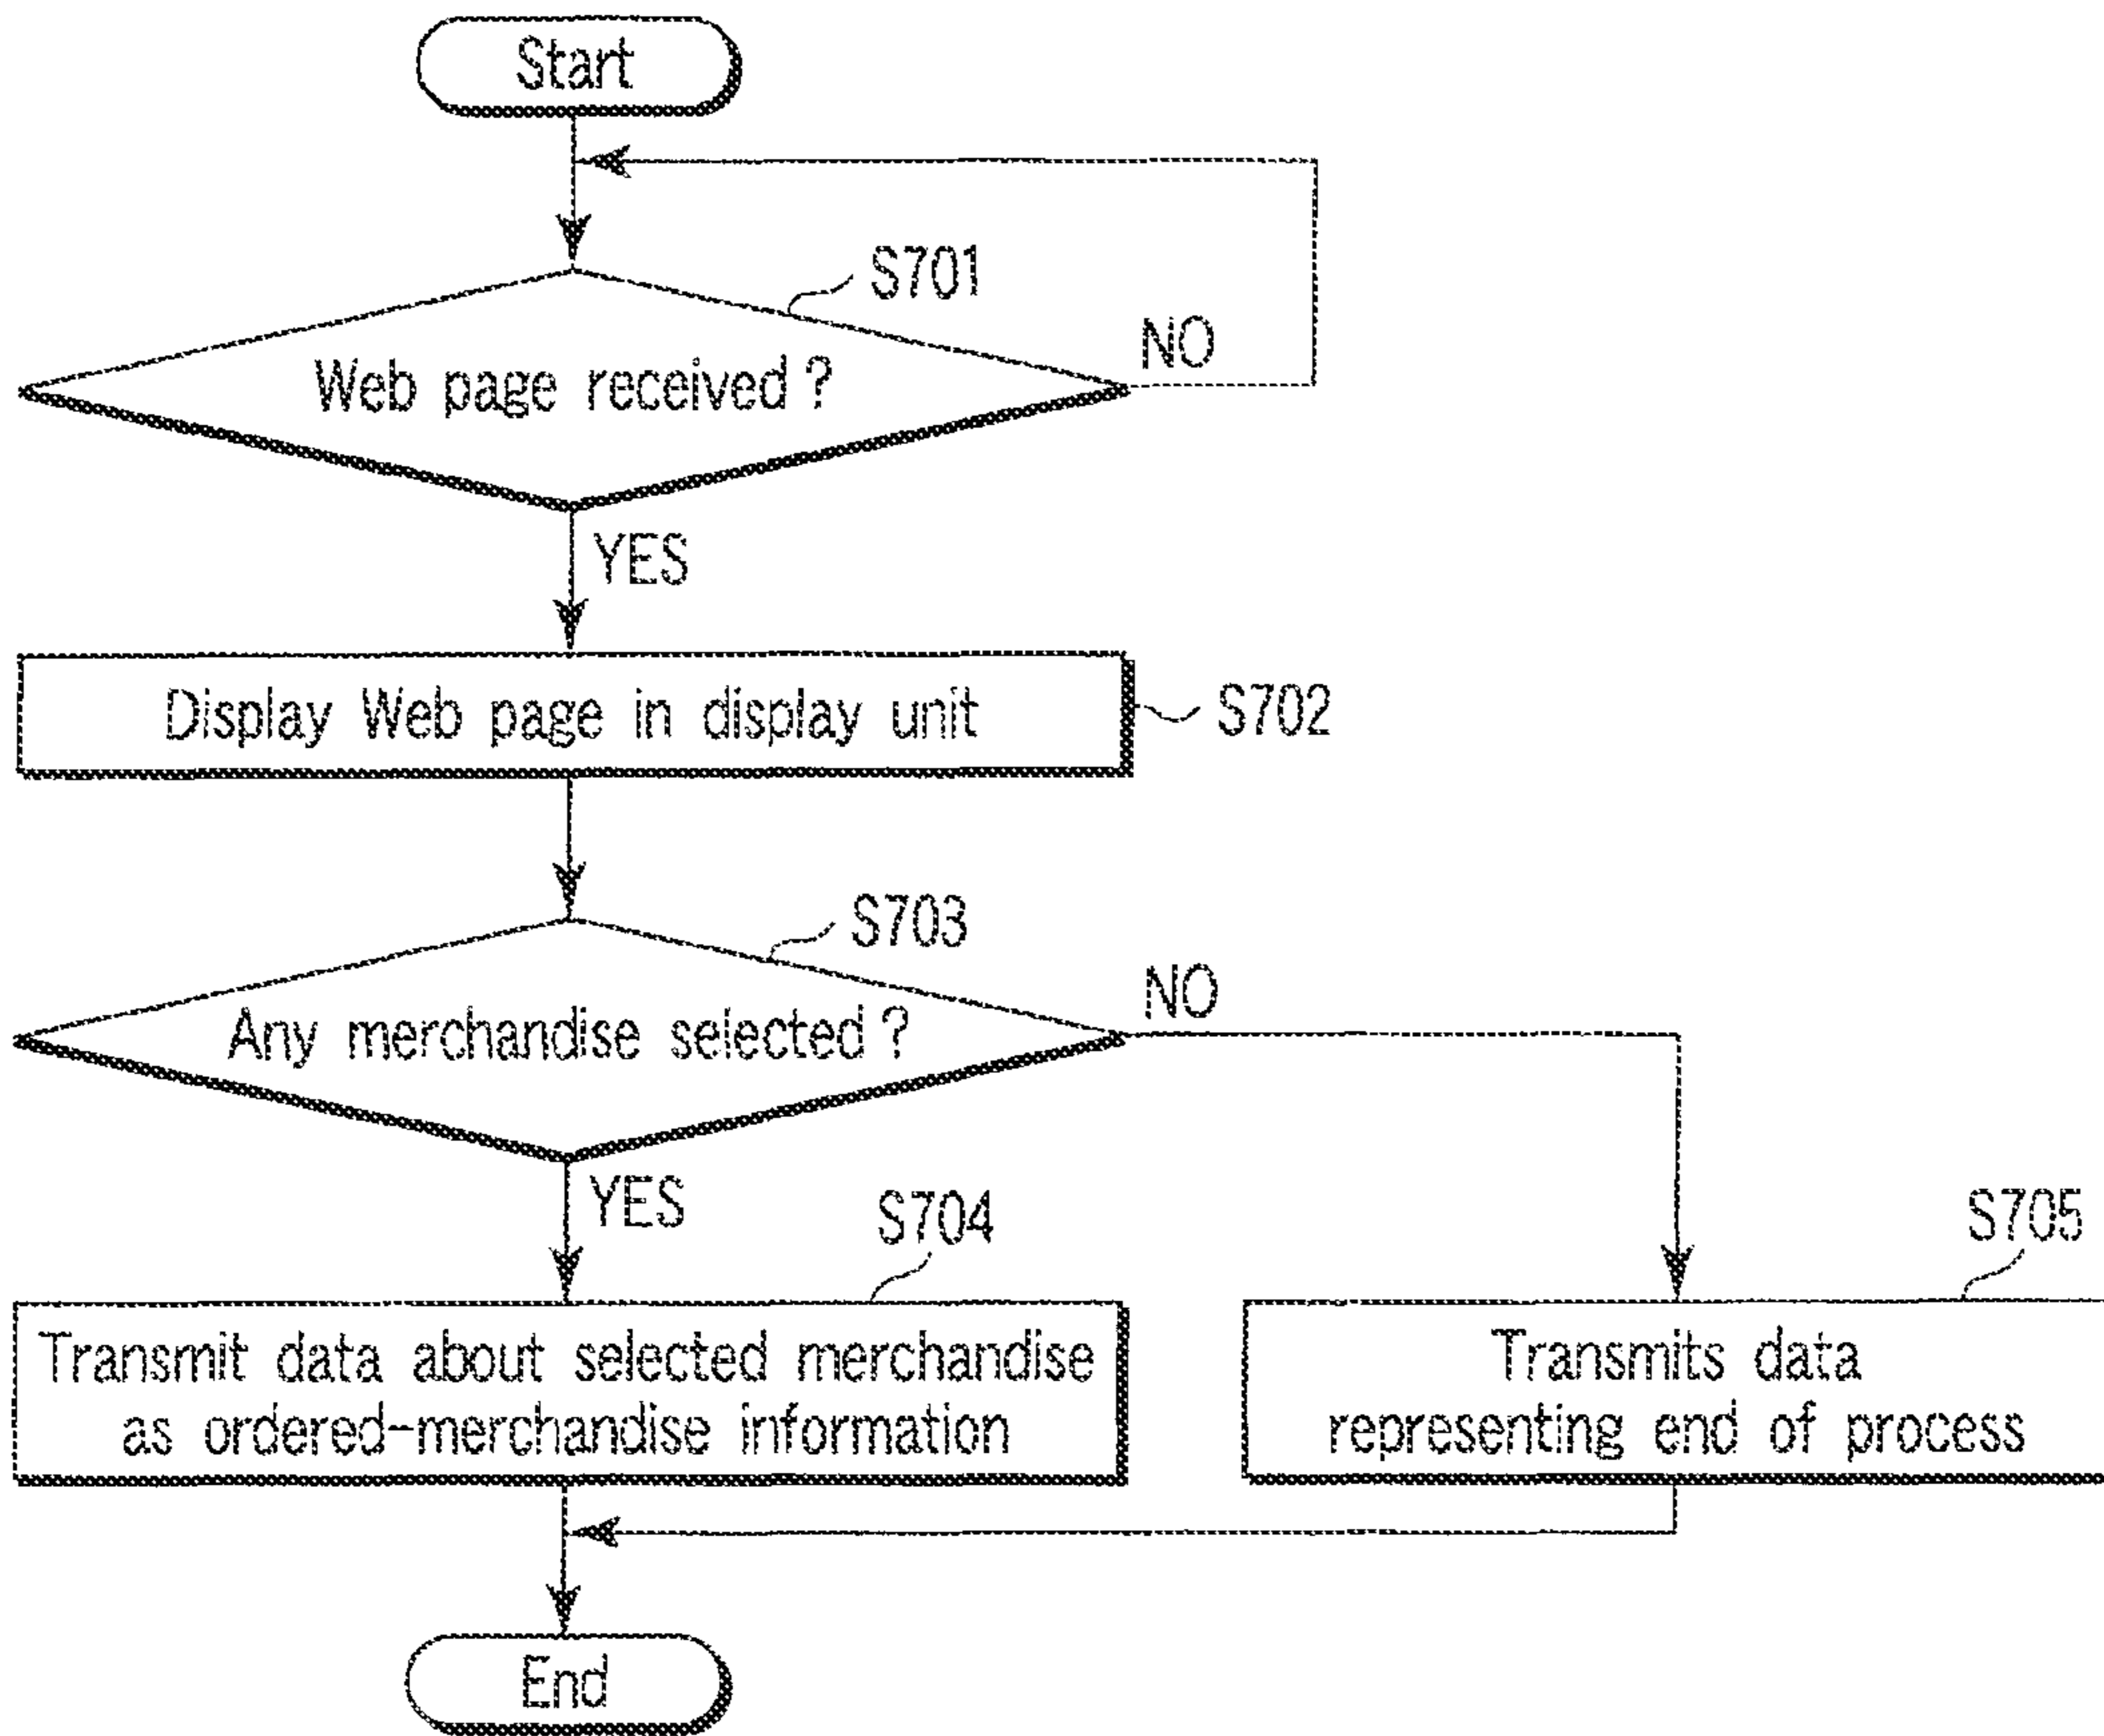 Start
S701
Web page received ?
NO
YES
Display Web page in display unit
S702
S703
Any merchandise selected ?
NO
YES
S704
Transmit data about selected merchandise
as ordered-merchandise information
S705
Transmits data
representing end of process
End